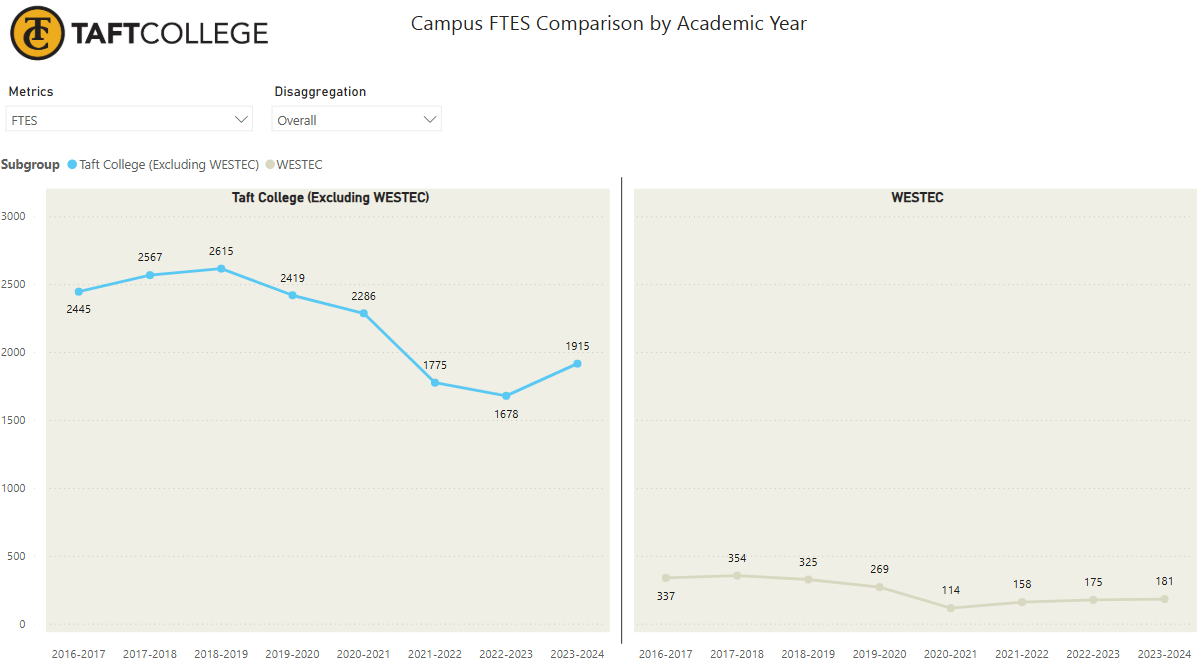 TC
TAFTCOLLEGE
Campus FTES Comparison by Academic Year
Metrics
Disaggregation
FTES
Overall
Subgroup Taft College (Excluding WESTEC) WESTEC
Taft College (Excluding WESTEC)
3000
2500
2000
1500
1000
500
0
2445
2567
2615
2419
2286
1775
1678
1915
2016-2017 2017-2018 2018-2019 2019-2020 2020-2021 2021-2022 2022-2023 2023-2024
WESTEC
337
354
325
269
114
158
175
181
2016-2017 2017-2018 2018-2019 2019-2020 2020-2021 2021-2022 2022-2023 2023-2024